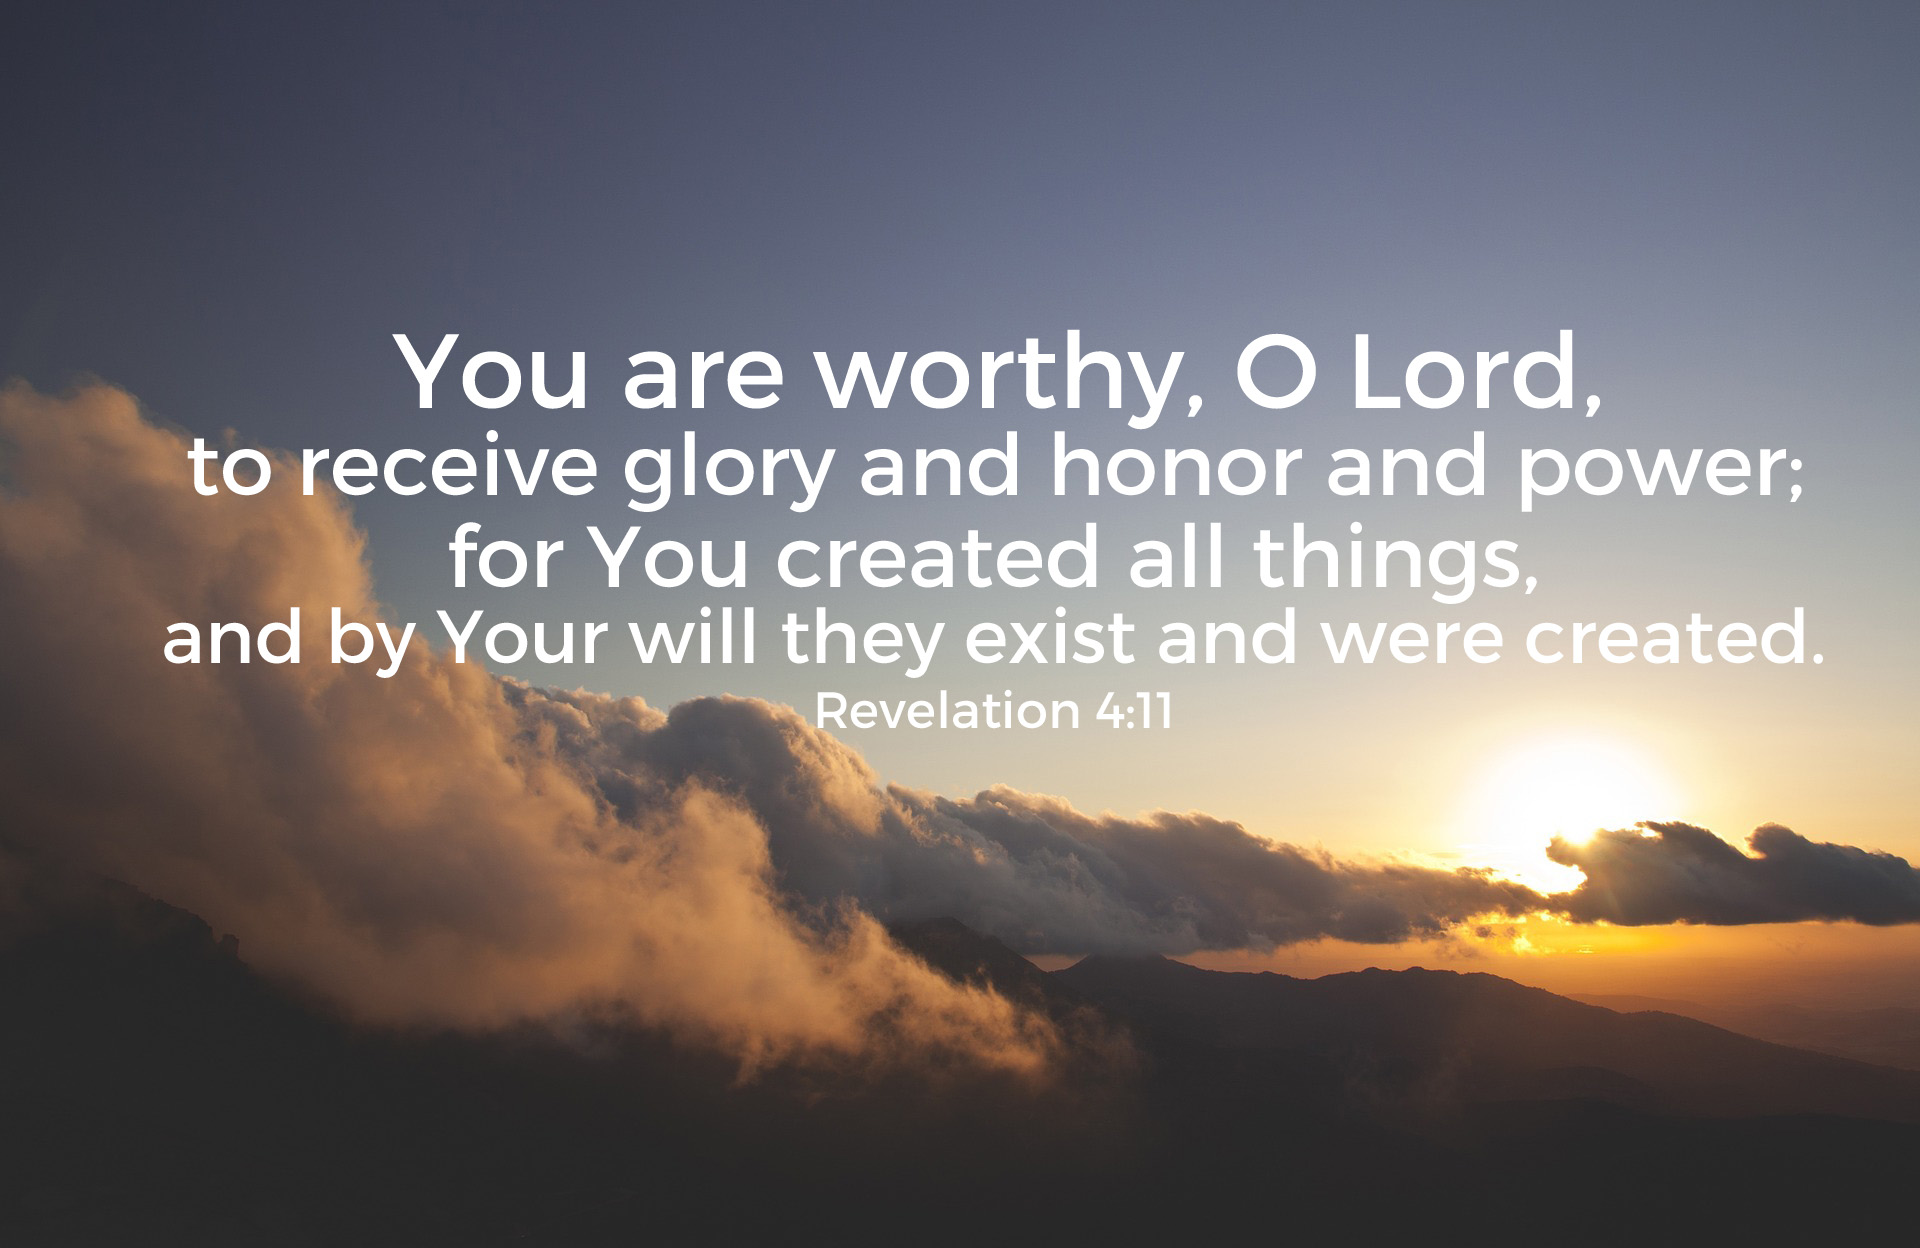 You are worthy, O Lord,
to receive glory and honor and power;
for You created all things,
and by Your will they exist and were created.
Revelation 4:11